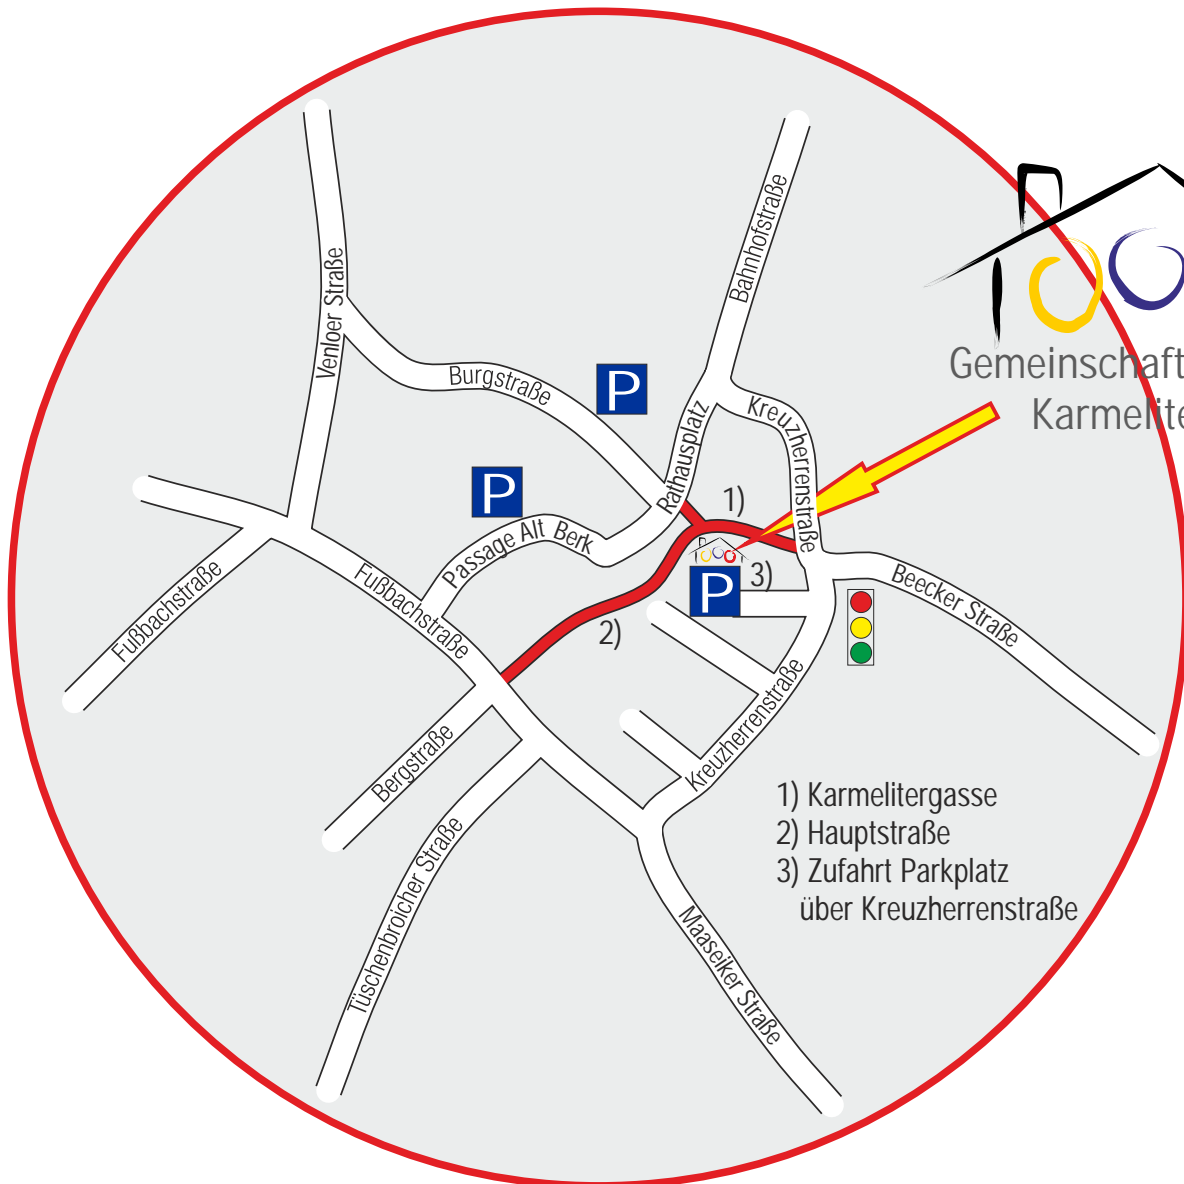 Bahnhofstraße
Venloer Straße
Gemeinschaft
Karmelite
Burgstraße
P
Rathausplatz
Kreuzherrenstraße
P
1)
Passage Alt Berk
Fußbachstraße
Fußbachstraße
P
3)
2)
Beecker Straße
Kreuzherrenstraße
Bergstraße
Tüschenbroicher Straße
Maaseiker Straße
1) Karmelitergasse
2) Hauptstraße
3) Zufahrt Parkplatz
über Kreuzherrenstraße